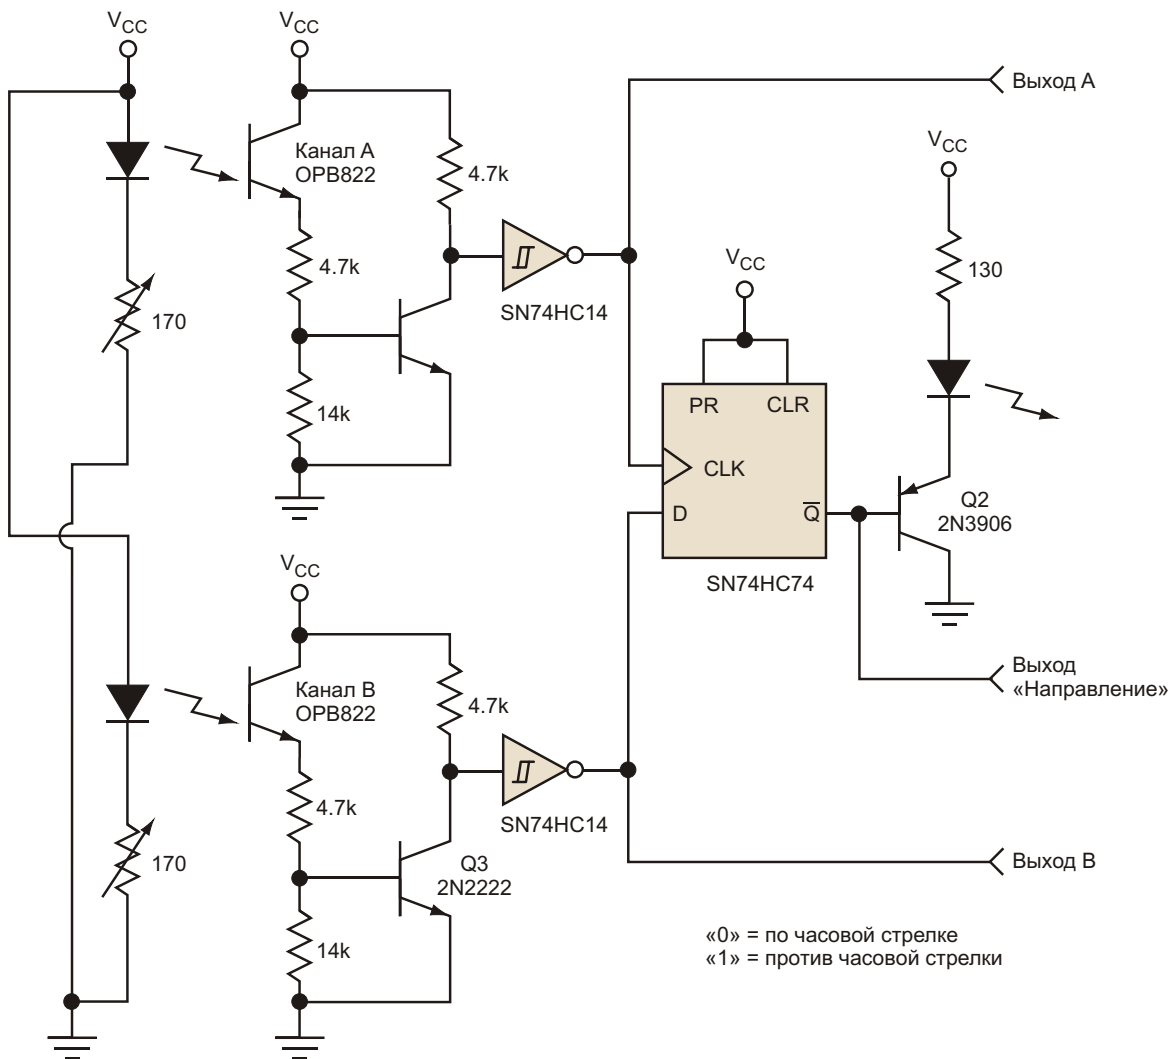 VCC
VCC
Выход A
Канал A
OPB822
4.7k
VCC
4.7k
130
170
SN74HC14
VCC
14k
PR
CLR
CLK
D
Q
Q2
2N3906
SN74HC74
VCC
Выход
«Направление»
Канал B
OPB822
4.7k
4.7k
SN74HC14
170
Q3
2N2222
Выход B
14k
«0» = по часовой стрелке
«1» = против часовой стрелки